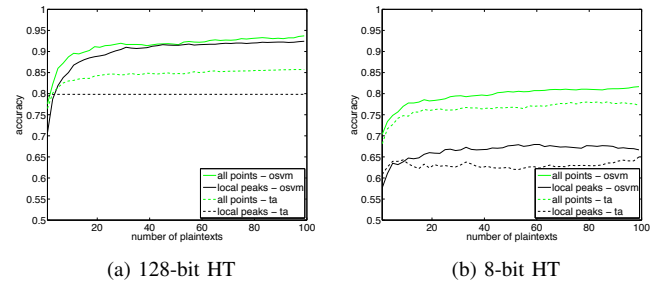 1
0.95
0.9
0.85
0.8
0.75
0.7
0.65
0.6
0.55
0.5
accuracy
20 40 60 80 100
number of plaintexts
all points − osvm
local peaks − osvm
all points − ta
local peaks − ta
(a) 128-bit HT
1
0.95
0.9
0.85
0.8
0.75
0.7
0.65
0.6
0.55
0.5
accuracy
20 40 60 80 100
number of plaintexts
all points − osvm
local peaks − osvm
all points − ta
local peaks − ta
(b) 8-bit HT